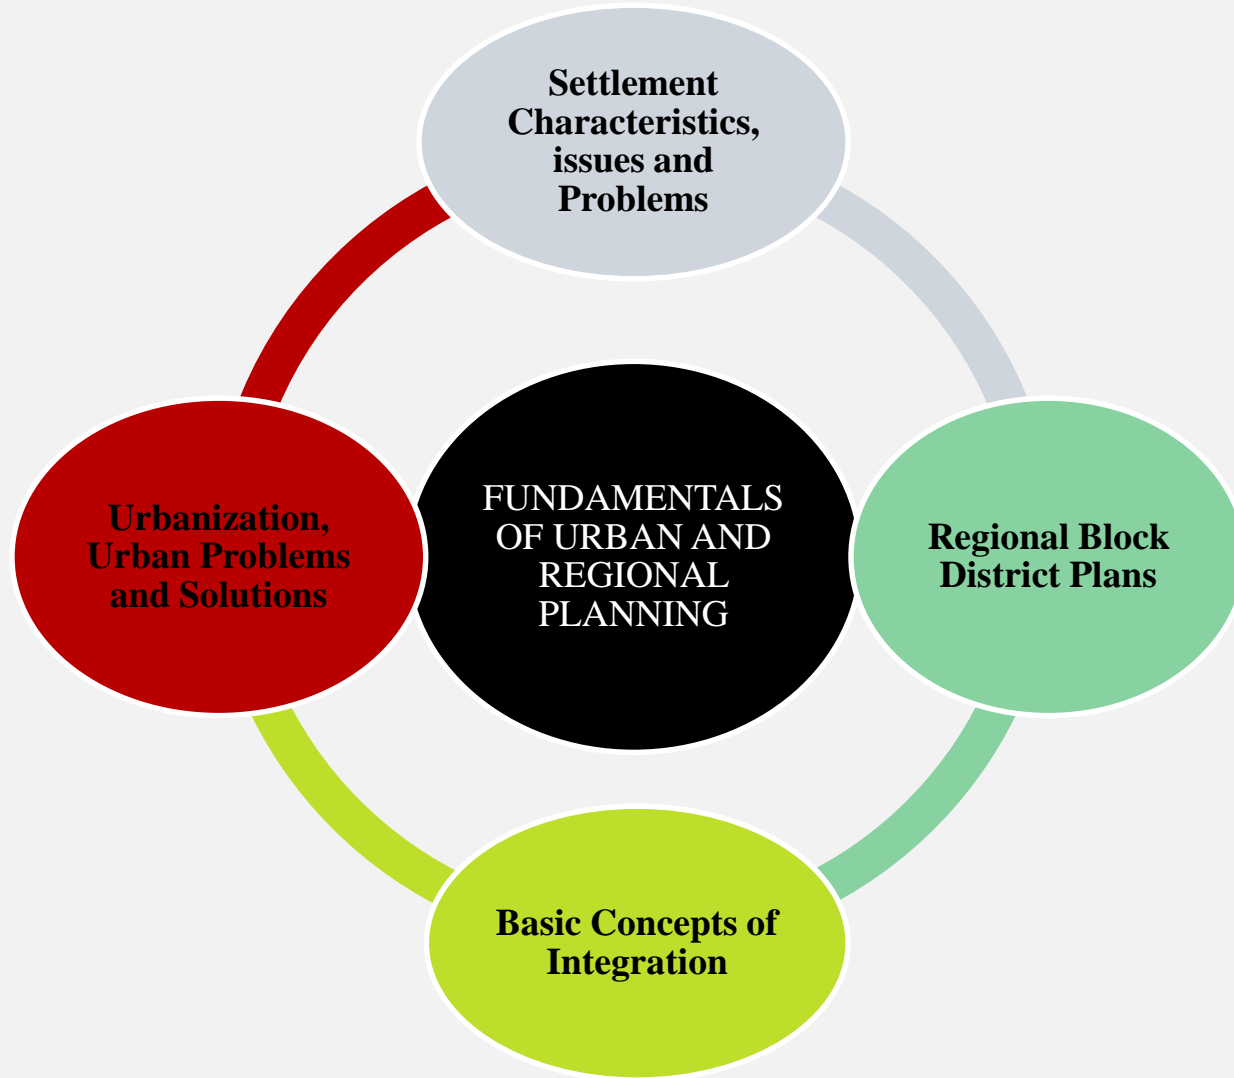 Settlement
Characteristics,
issues and
Problems
Urbanization,
Urban Problems
and Solutions
FUNDAMENTALS
OF URBAN AND
REGIONAL
PLANNING
Regional Block
District Plans
Basic Concepts of
Integration